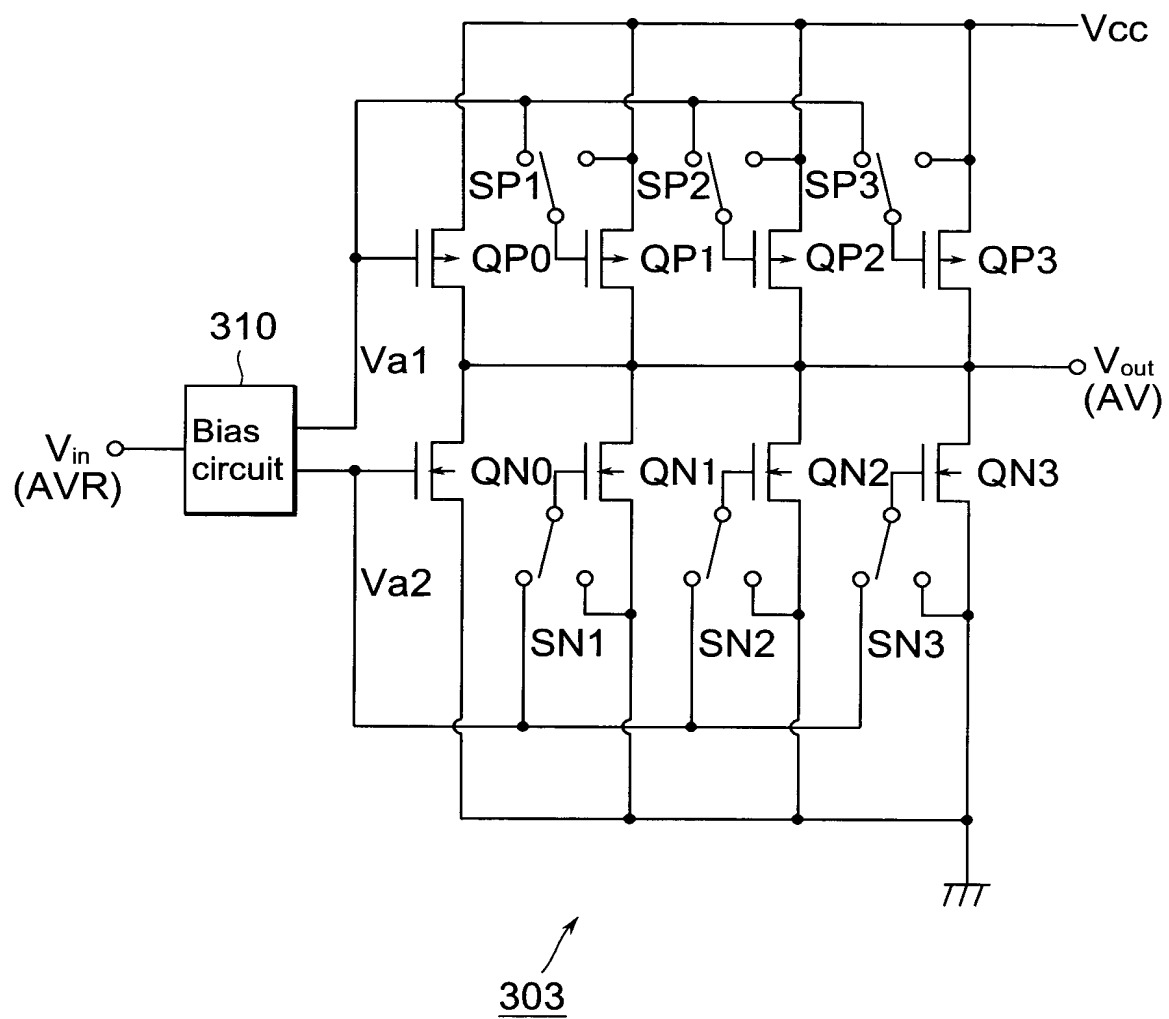 Vcc
SP1
SP2
SP3
QP0
QP1
QP2
QP3
310
Va1
Vout
(AV)
Bias
circuit
Vin
(AVR)
QN0
QN1
QN2
QN3
Va2
SN1
SN2
SN3
303